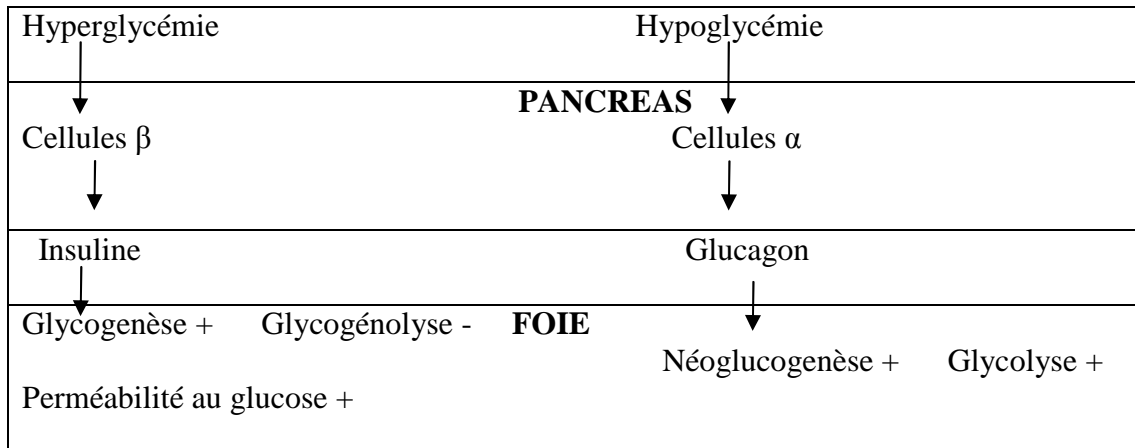 Hyperglycémie Hypoglycémie
PANCREAS
Cellules β Cellules α
Insuline Glucagon
Glycogenèse + Glycogénolyse - FOIE
Néoglucogenèse + Glycolyse +
Perméabilité au glucose +